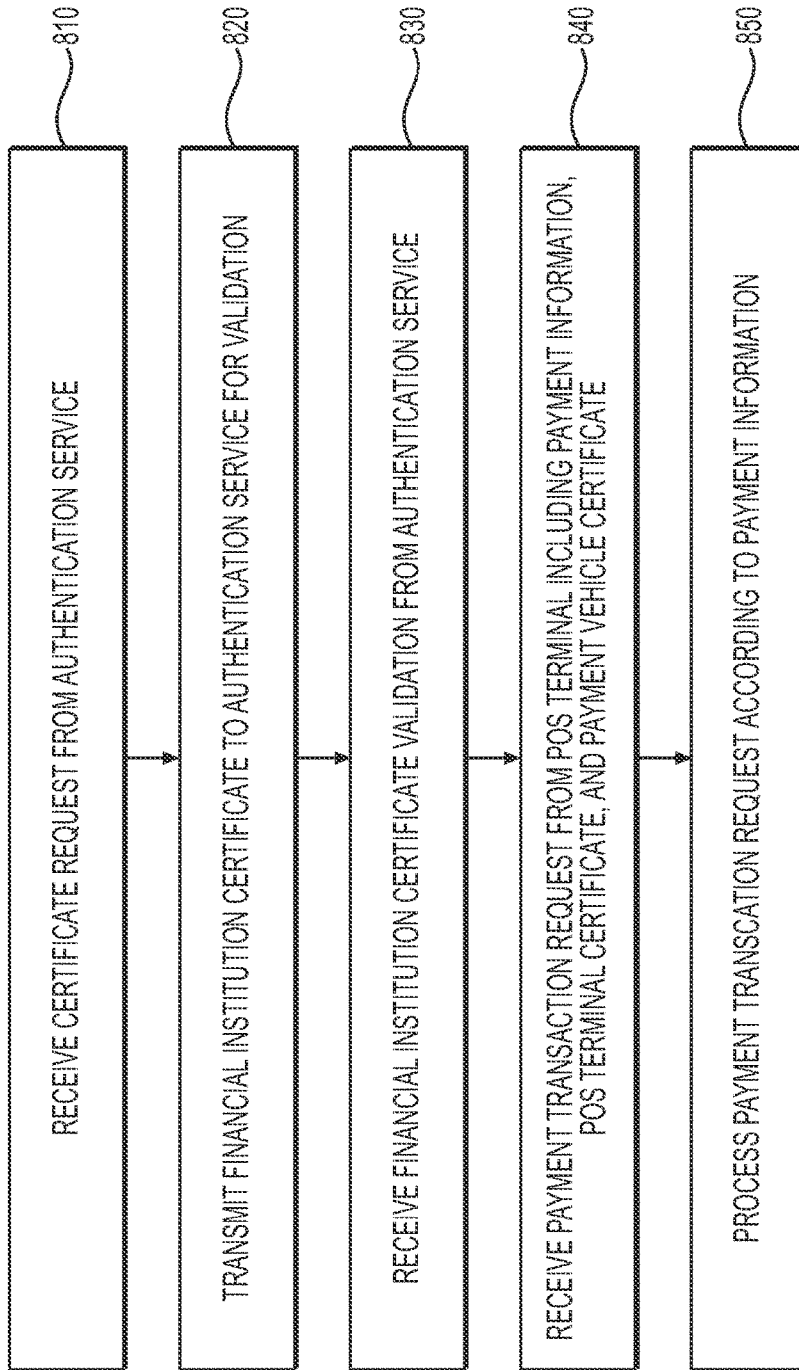 RECEIVE CERTIFICATE REQUEST FROM AUTHENTICATION SERVICE
810
TRANSMIT FINANCIAL INSTITUTION CERTIFICATE TO AUTHENTICATION SERVICE FOR VALIDATION
820
RECEIVE FINANCIAL INSTITUTION CERTIFICATE VALIDATION FROM AUTHENTICATION SERVICE
830
RECEIVE PAYMENT TRANSACTION REQUEST FROM POS TERMINAL INCLUDING PAYMENT INFORMATION,
POS TERMINAL CERTIFICATE, AND PAYMENT VEHICLE CERTIFICATE
840
PROCESS PAYMENT TRANSCATION REQUEST ACCORDING TO PAYMENT INFORMATION
850